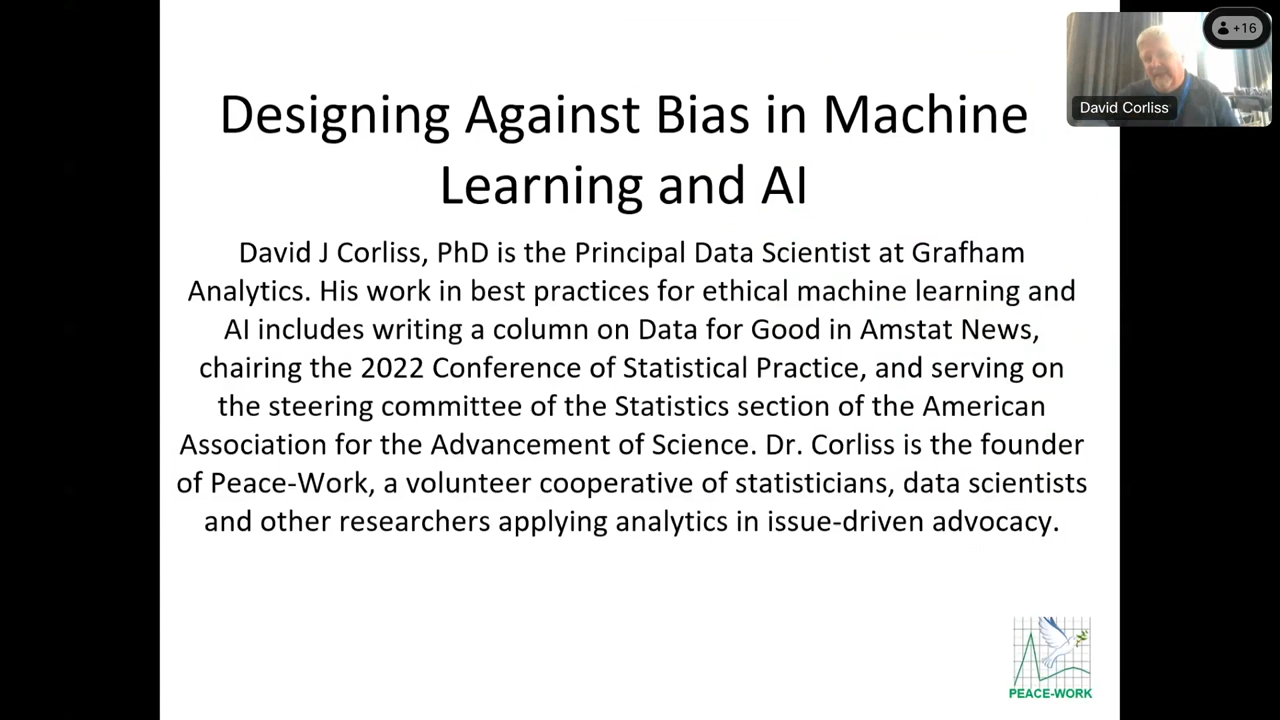 Designing Against Bias in Machine
Learning and AI
David J Corliss, PhD is the Principal Data Scientist at Grafham
Analytics. His work in best practices for ethical machine learning and
AI includes writing a column on Data for Good in Amstat News,
chairing the 2022 Conference of Statistical Practice, and serving on
the steering committee of the Statistics section of the American
Association for the Advancement of Science. Dr. Corliss is the founder
of Peace-Work, a volunteer cooperative of statisticians, data scientists
and other researchers applying analytics in issue-driven advocacy.
+16
David Corliss
PEACE-WORK